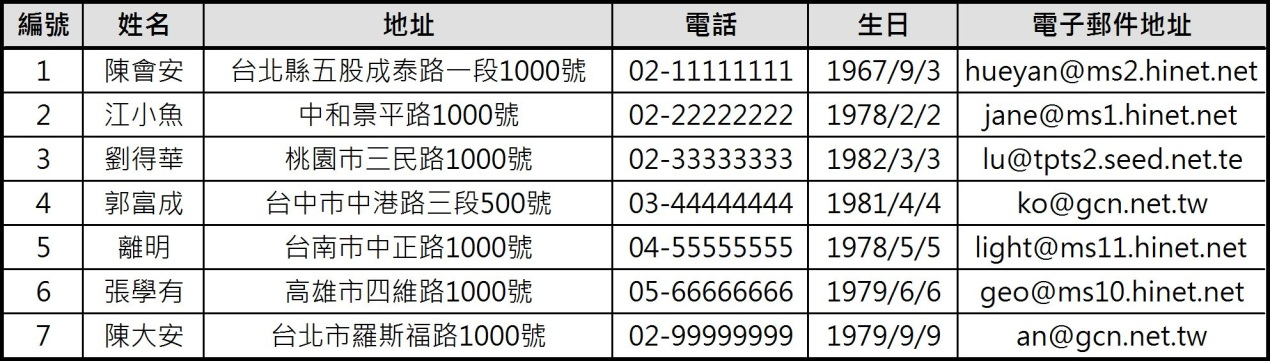 編號 姓名 地址 電話 生日 電子郵件地址
1 陳會安 台北縣五股成泰路一段1000號 02-11111111 1967/9/3 hueyan@ms2.hinet.net
2 江小魚 中和景平路1000號 02-22222222 1978/2/2 jane@ms1.hinet.net
3 劉得華 桃園市三民路1000號 02-33333333 1982/3/3 lu@tpts2.seed.net.te
4 郭富成 台中市中港路三段500號 03-44444444 1981/4/4 ko@gcn.net.tw
5 離明 台南市中正路1000號 04-55555555 1978/5/5 light@ms11.hinet.net
6 張學有 高雄市四維路1000號 05-66666666 1979/6/6 geo@ms10.hinet.net
7 陳大安 台北市羅斯福路1000號 02-99999999 1979/9/9 an@gcn.net.tw